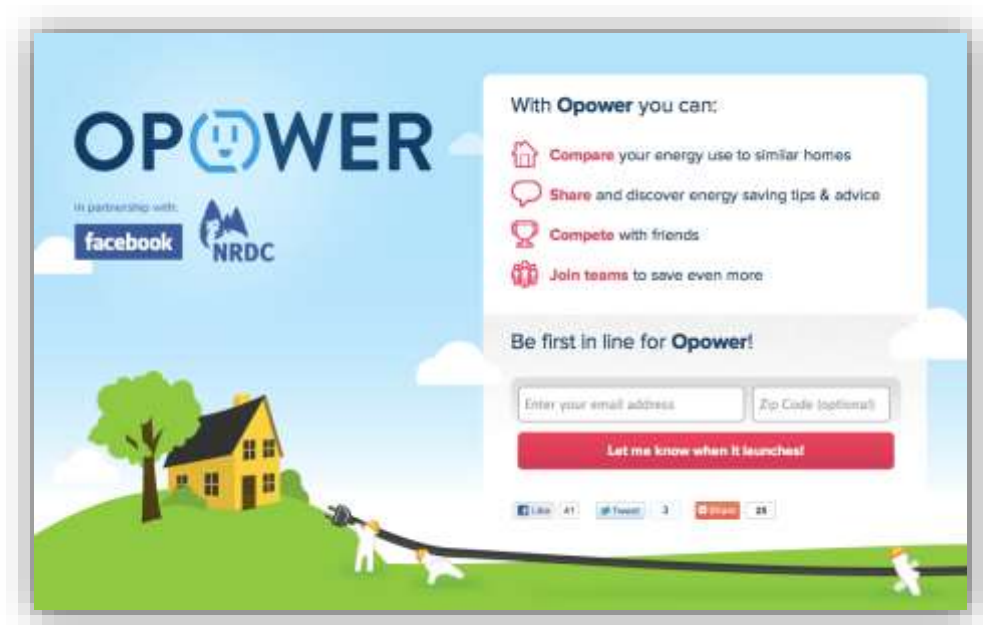 OPOWER
In partnership with:
facebook
NRDC
With Opower you can:
Compare your energy use to similar homes
Share and discover energy saving tips & advice
Compete with friends
Join teams to save even more
Be first in line for Opower!
Enter your email address
Zip Code (optional)
Let me know when it launches!
Like 41 Tweet 3 Share 25